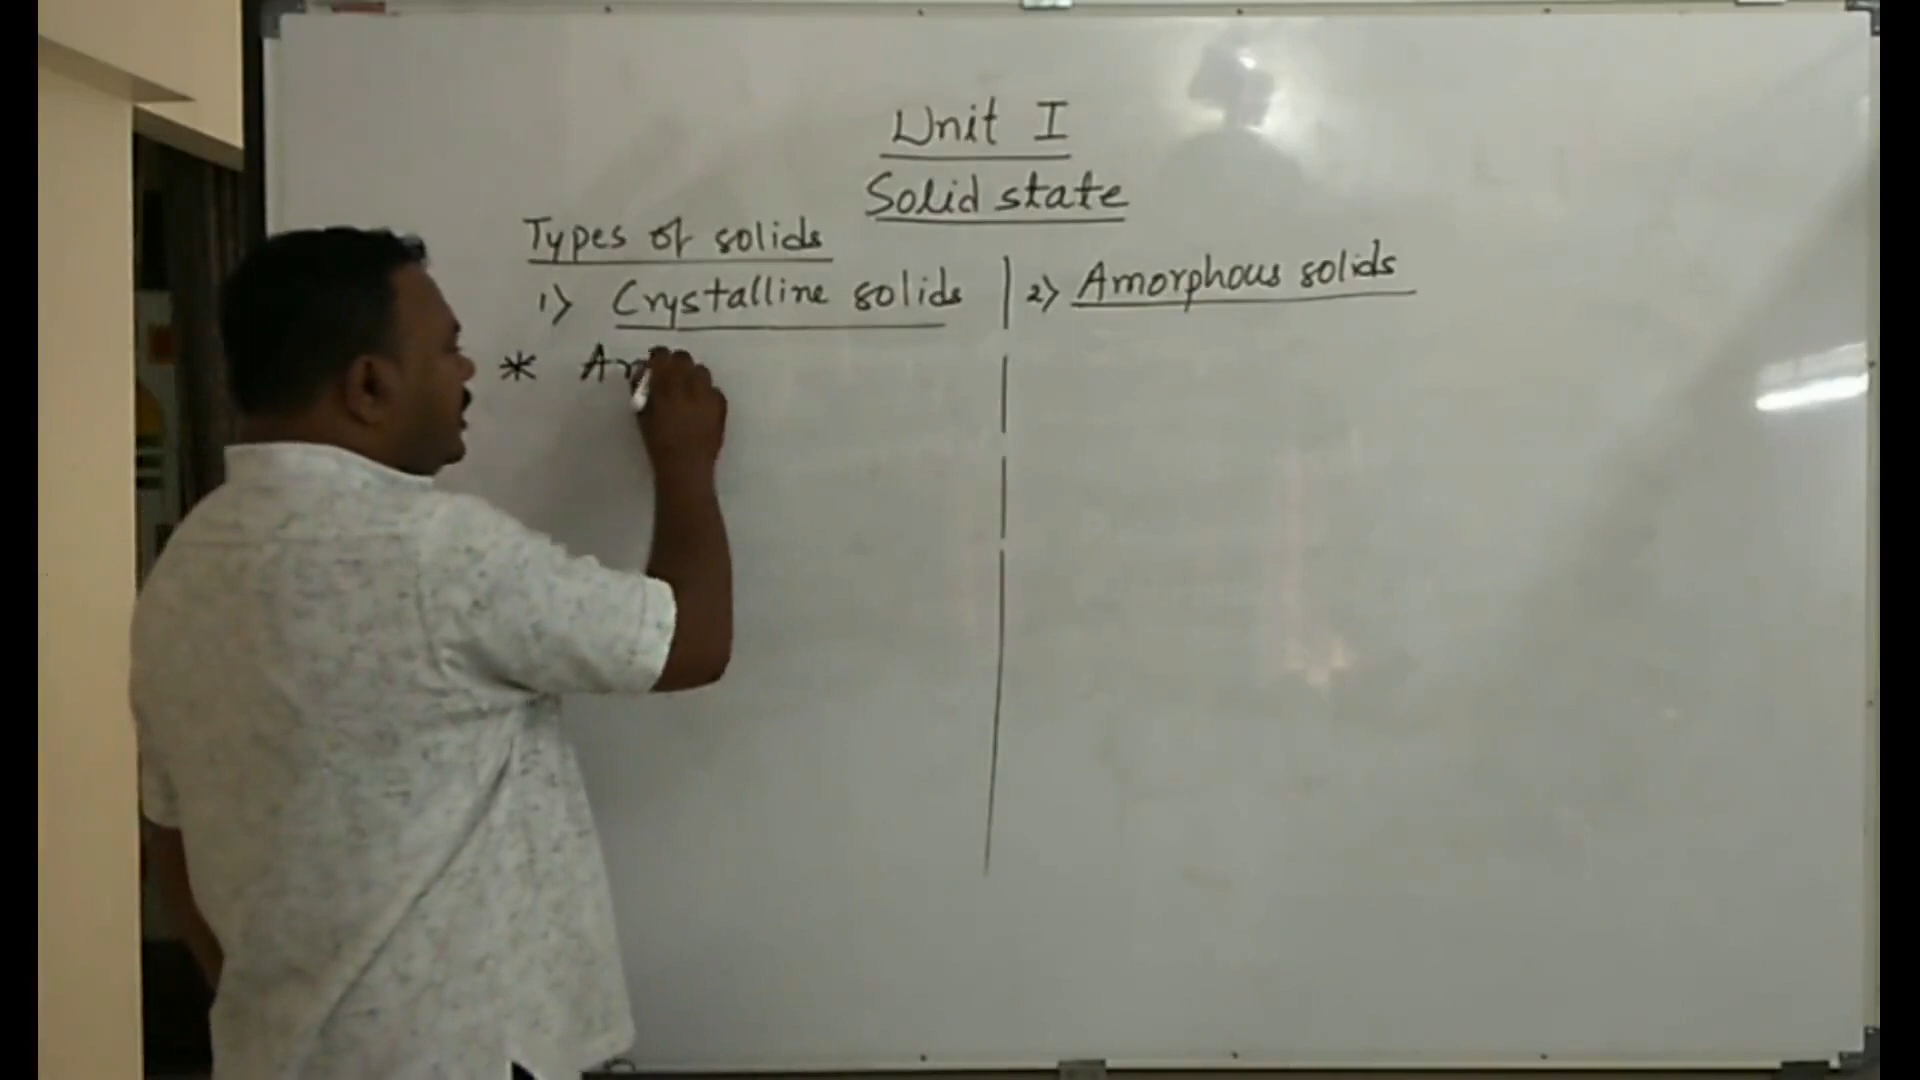 Unit I
Solid state
Types of solids
1) Crystalline solids | 2) Amorphous solids
*